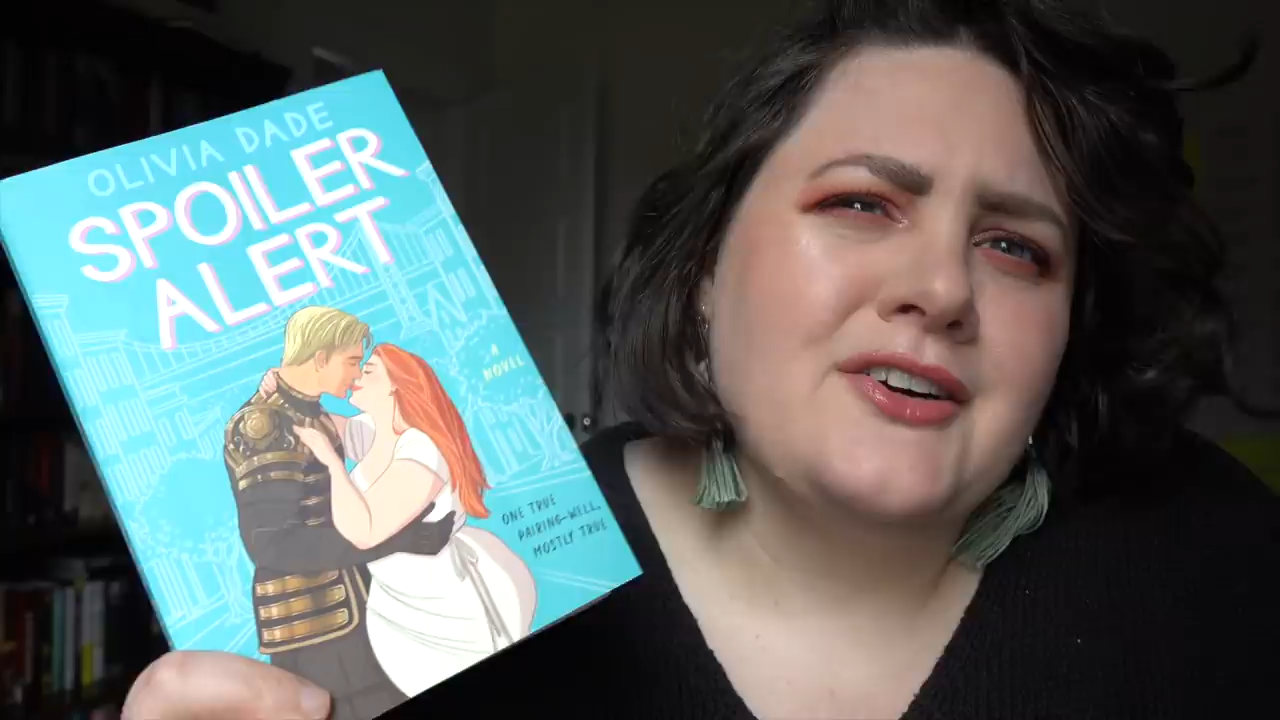 OLIVIA DADE
SPOILER
ALERT
A
NOVEL
ONE TRUE
PAIRING—WELL,
MOSTLY TRUE